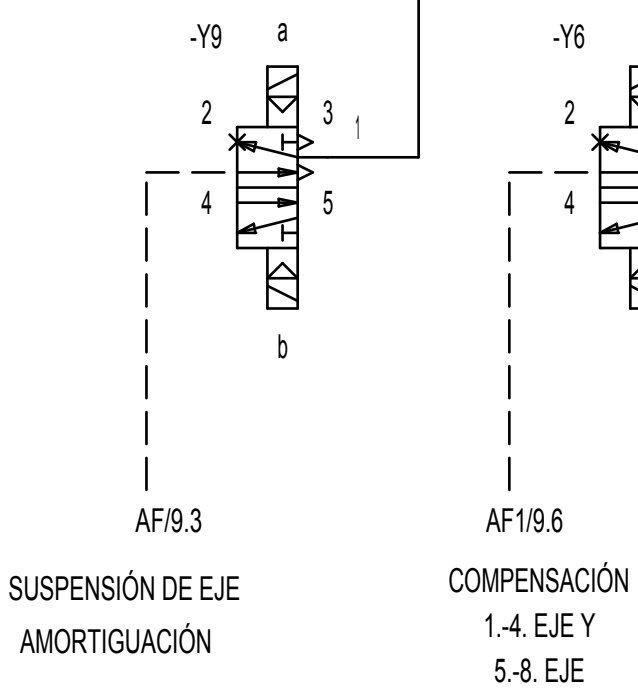 -Y9 a -Y6
2 3 1 2
4 5 4
b
AF/9.3 AF1/9.6
SUSPENSIÓN DE EJE COMPENSACIÓN
AMORTIGUACIÓN 1.-4. EJE Y
5.-8. EJE